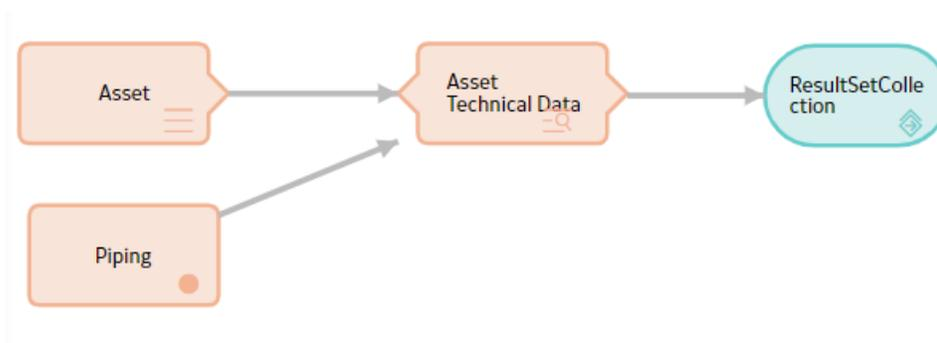 Asset
Asset
Technical Data
ResultSetColle
ction
Piping